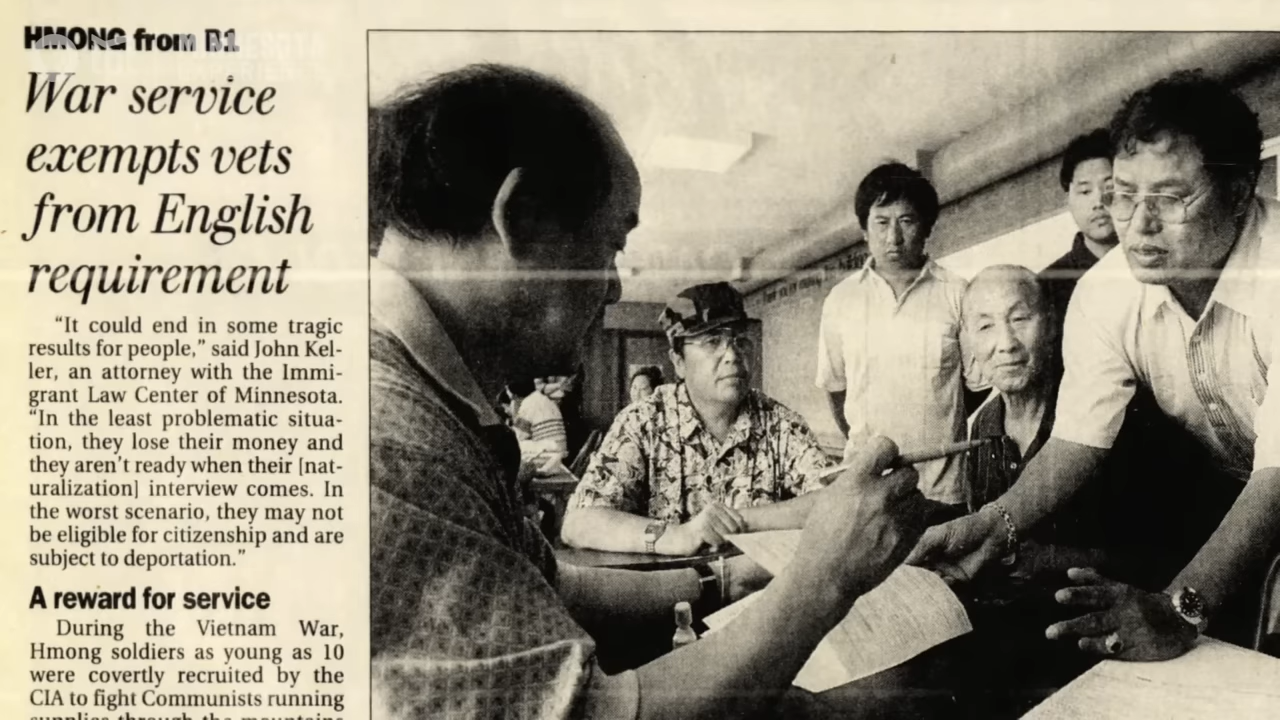 HMONG from B1
War service
exempts vets
from English
requirement
“It could end in some tragic
results for people,” said John Kel-
ler, an attorney with the Immi-
grant Law Center of Minnesota.
“In the least problematic situa-
tion, they lose their money and
they aren’t ready when their [nat-
uralization] interview comes. In
the worst scenario, they may not
be eligible for citizenship and are
subject to deportation.”
A reward for service
During the Vietnam War,
Hmong soldiers as young as 10
were covertly recruited by the
CIA to fight Communists running
supplies through the mountains